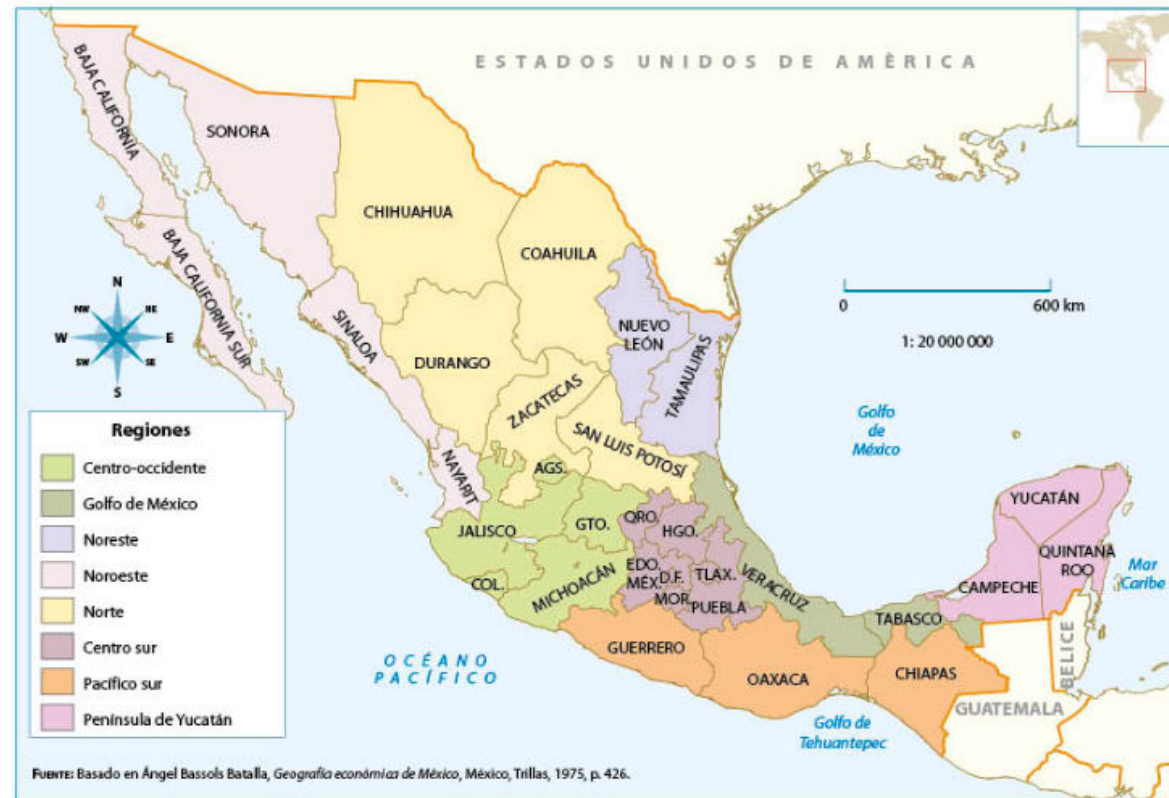 ESTADOS UNIDOS DE AMÈRICA
BAJA CALIFORNIA
SONORA
CHIHUAHUA
COAHUILA
BAJA CALIFORNIA SUR
SINALOA
DURANGO
NUEVO
LEÓN
TAMAULIPAS
ZACATECAS
SAN LUIS POTOSÍ
NAYARIT
AGS.
JALISCO
GTO.
QRO.
HGO.
COL.
MICHOACÁN
EDO.
MÉX.
D.F.
MOR.
TLAX.
PUEBLA
VERACRUZ
GUERRERO
OAXACA
TABASCO
CHIAPAS
CAMPECHE
YUCATÁN
QUINTANA
ROO
BELICE
GUATEMALA
N
NE
E
SE
S
SW
W
NW
0 600 km
1: 20 000 000
Golfo
de
México
Mar
Caribe
OCÉANO
PACÍFICO
Golfo de
Tehuantepec
Regiones
Centro-occidente
Golfo de México
Noreste
Noroeste
Norte
Centro sur
Pacífico sur
Península de Yucatán
FUENTE: Basado en Ángel Bassols Batalla, Geografía económica de México, México, Trillas, 1975, p. 426.